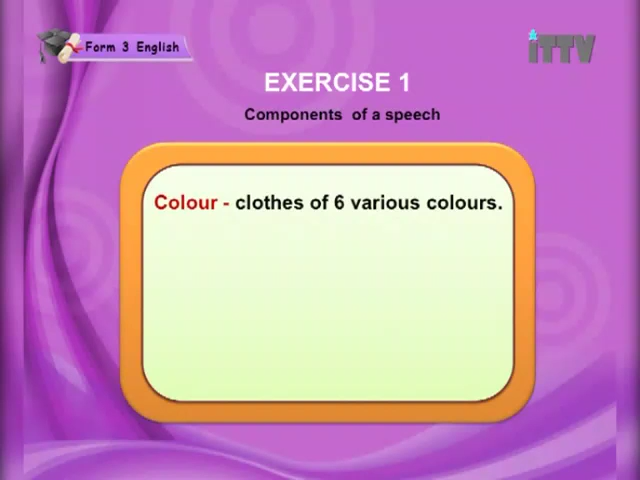 Form 3 English
iTTV
EXERCISE 1
Components of a speech
Colour - clothes of 6 various colours.